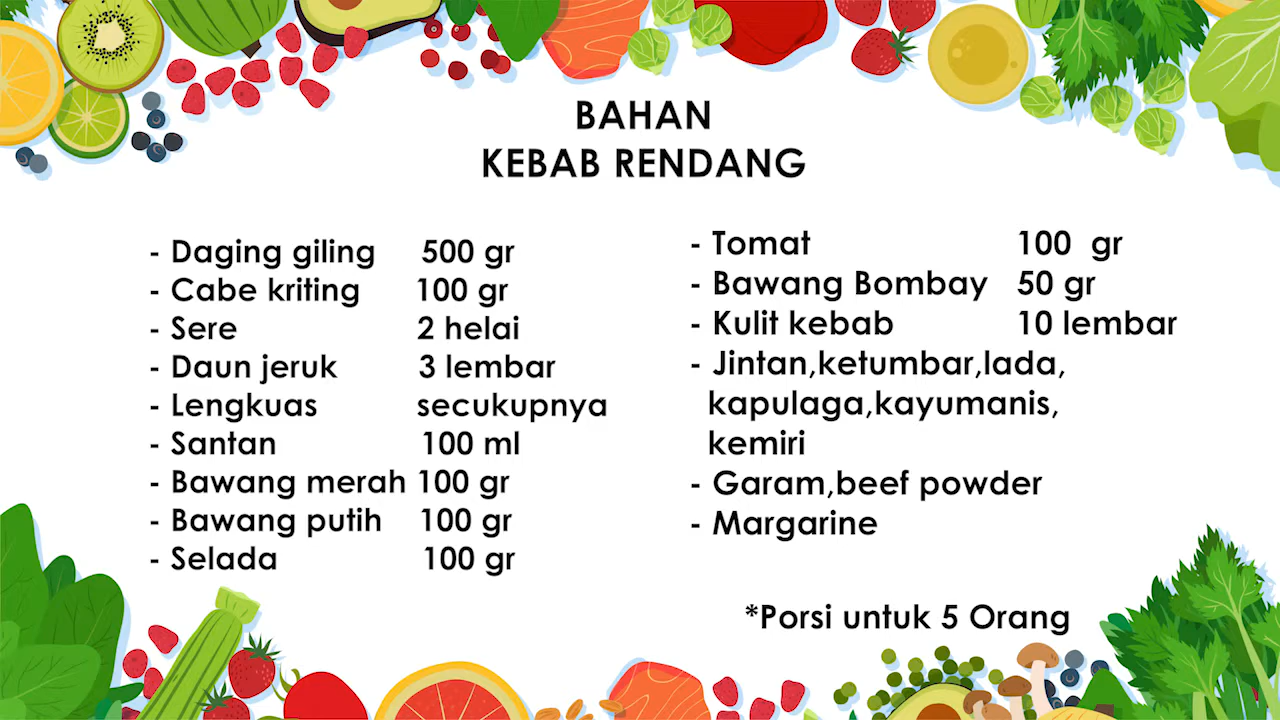 BAHAN
KEBAB RENDANG
- Daging giling 500 gr
- Cabe kriting 100 gr
- Sere 2 helai
- Daun jeruk 3 lembar
- Lengkuas secukupnya
- Santan 100 ml
- Bawang merah 100 gr
- Bawang putih 100 gr
- Selada 100 gr
- Tomat 100 gr
- Bawang Bombay 50 gr
- Kulit kebab 10 lembar
- Jintan,ketumbar,lada,
kapulaga,kayumanis,
kemiri
- Garam,beef powder
- Margarine
*Porsi untuk 5 Orang